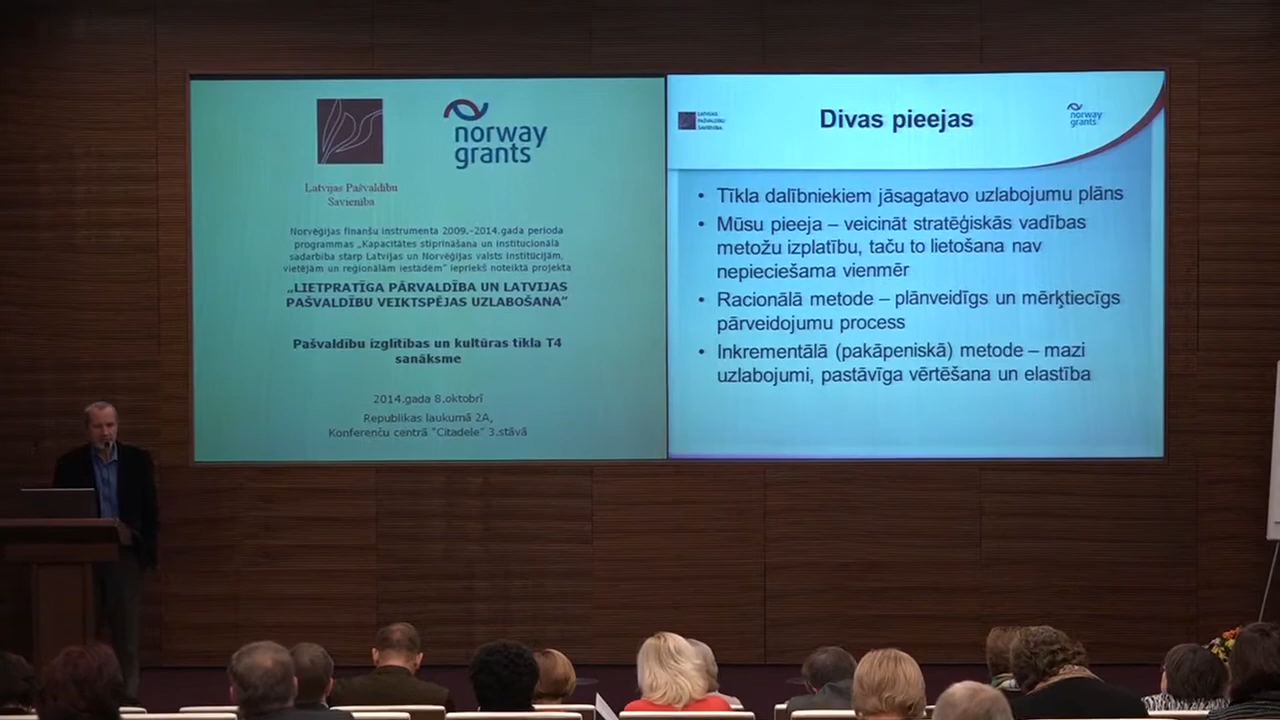 Latvijas Pašvaldību
Savienība
norway
grants
Norvēģijas finanšu instrumenta 2009.-2014.gada perioda
programmas „Kapacitātes stiprināšana un institucionālā
sadarbība starp Latvijas un Norvēģijas valsts institūcijām,
vietējām un reģionālām iestādēm" iepriekš noteiktā projekta
„LIETPRATĪGA PĀRVALDĪBA UN LATVIJAS
PAŠVALDĪBU VEIKTSPĒJAS UZLABOŠANA"
Pašvaldību izglītības un kultūras tīkla T4
sanāksme
2014.gada 8.oktobrī
Republikas laukumā 2A,
Konferenču centrā "Citadele" 3.stāvā
LATVIJAS
PAŠVALDĪBU
SAVIENĪBA
Divas pieejas
norway
grants
• Tīkla dalībniekiem jāsagatavo uzlabojumu plāns
• Mūsu pieeja – veicināt stratēģiskās vadības
metožu izplatību, taču to lietošana nav
nepieciešama vienmēr
• Racionālā metode – plānveidīgs un mērķtiecīgs
pārveidojumu process
• Inkrementālā (pakāpeniskā) metode – mazi
uzlabojumi, pastāvīga vērtēšana un elastība